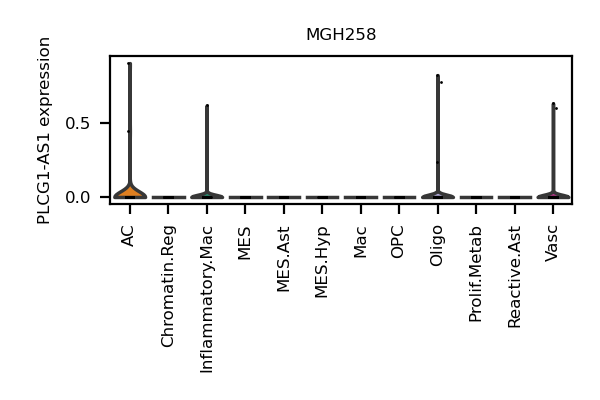 MGH258
PLCG1-AS1 expression
0.5
0.0
AC
Chromatin.Reg
Inflammatory.Mac
MES
MES.Ast
MES.Hyp
Mac
OPC
Oligo
Prolif.Metab
Reactive.Ast
Vasc